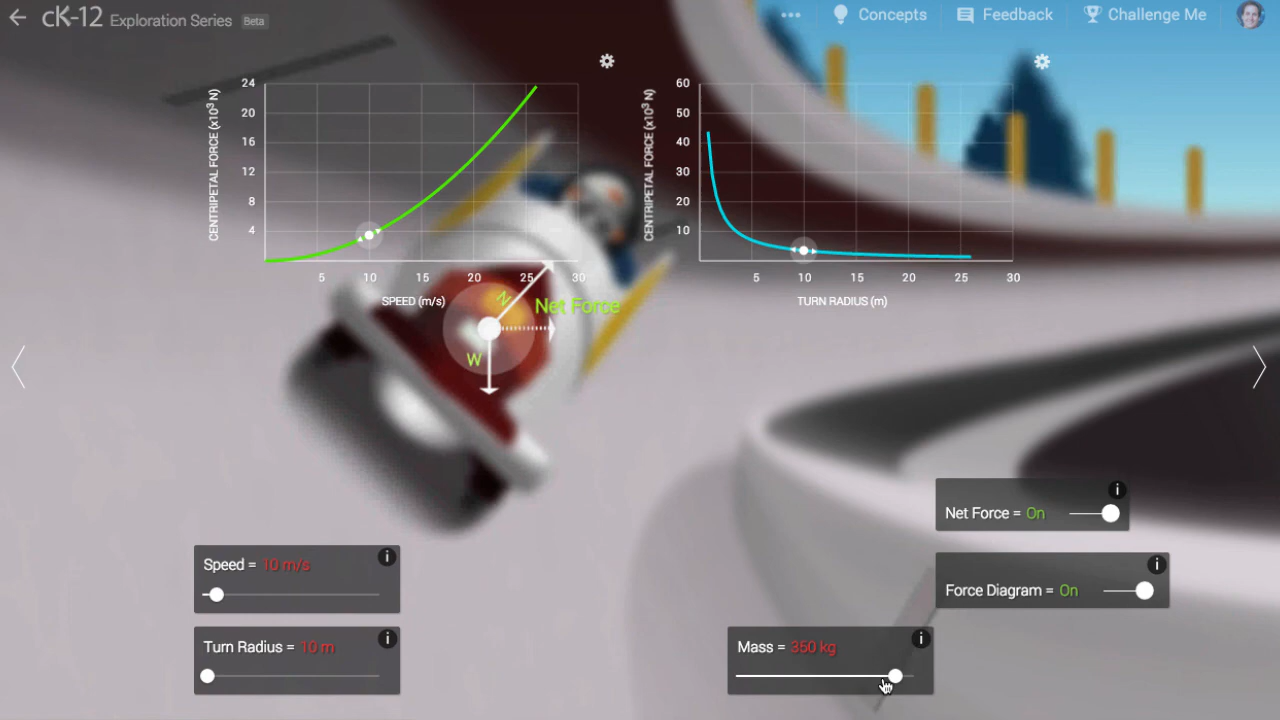 cK-12 Exploration Series Beta
••• Concepts Feedback Challenge Me
CENTRIPETAL FORCE (x10³ N)
24
20
16
12
8
4
5 10 15 20 25 30
SPEED (m/s)
CENTRIPETAL FORCE (x10³ N)
60
50
40
30
20
10
5 10 15 20 25 30
TURN RADIUS (m)
N
Net Force
W
Net Force = On
i
Speed = 10 m/s
i
Force Diagram = On
i
Turn Radius = 10 m
i
Mass = 350 kg
i